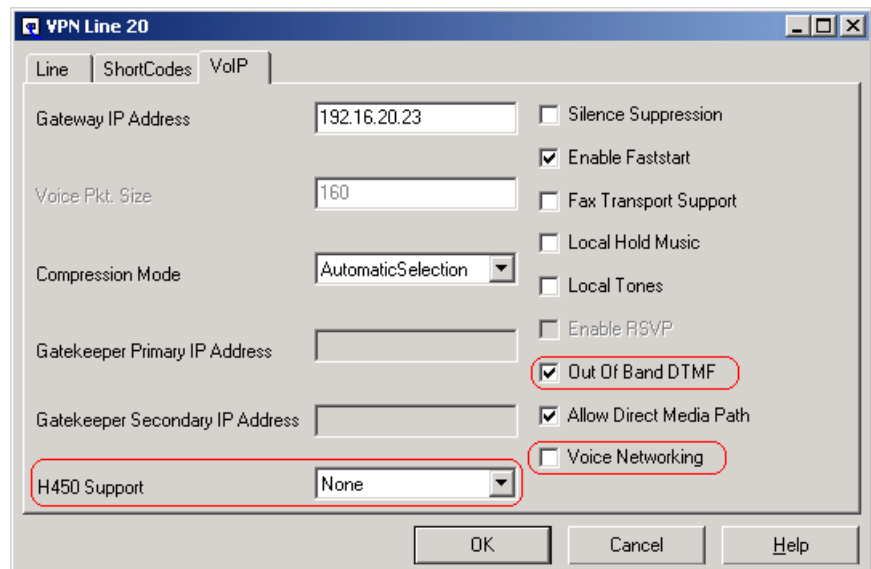 VPN Line 20
Line ShortCodes VoIP
Gateway IP Address 192.16.20.23
Voice Pkt. Size 160
Compression Mode AutomaticSelection
Gatekeeper Primary IP Address
Gatekeeper Secondary IP Address
H450 Support None
Silence Suppression
Enable Faststart
Fax Transport Support
Local Hold Music
Local Tones
Enable RSVP
Out Of Band DTMF
Allow Direct Media Path
Voice Networking
OK Cancel Help